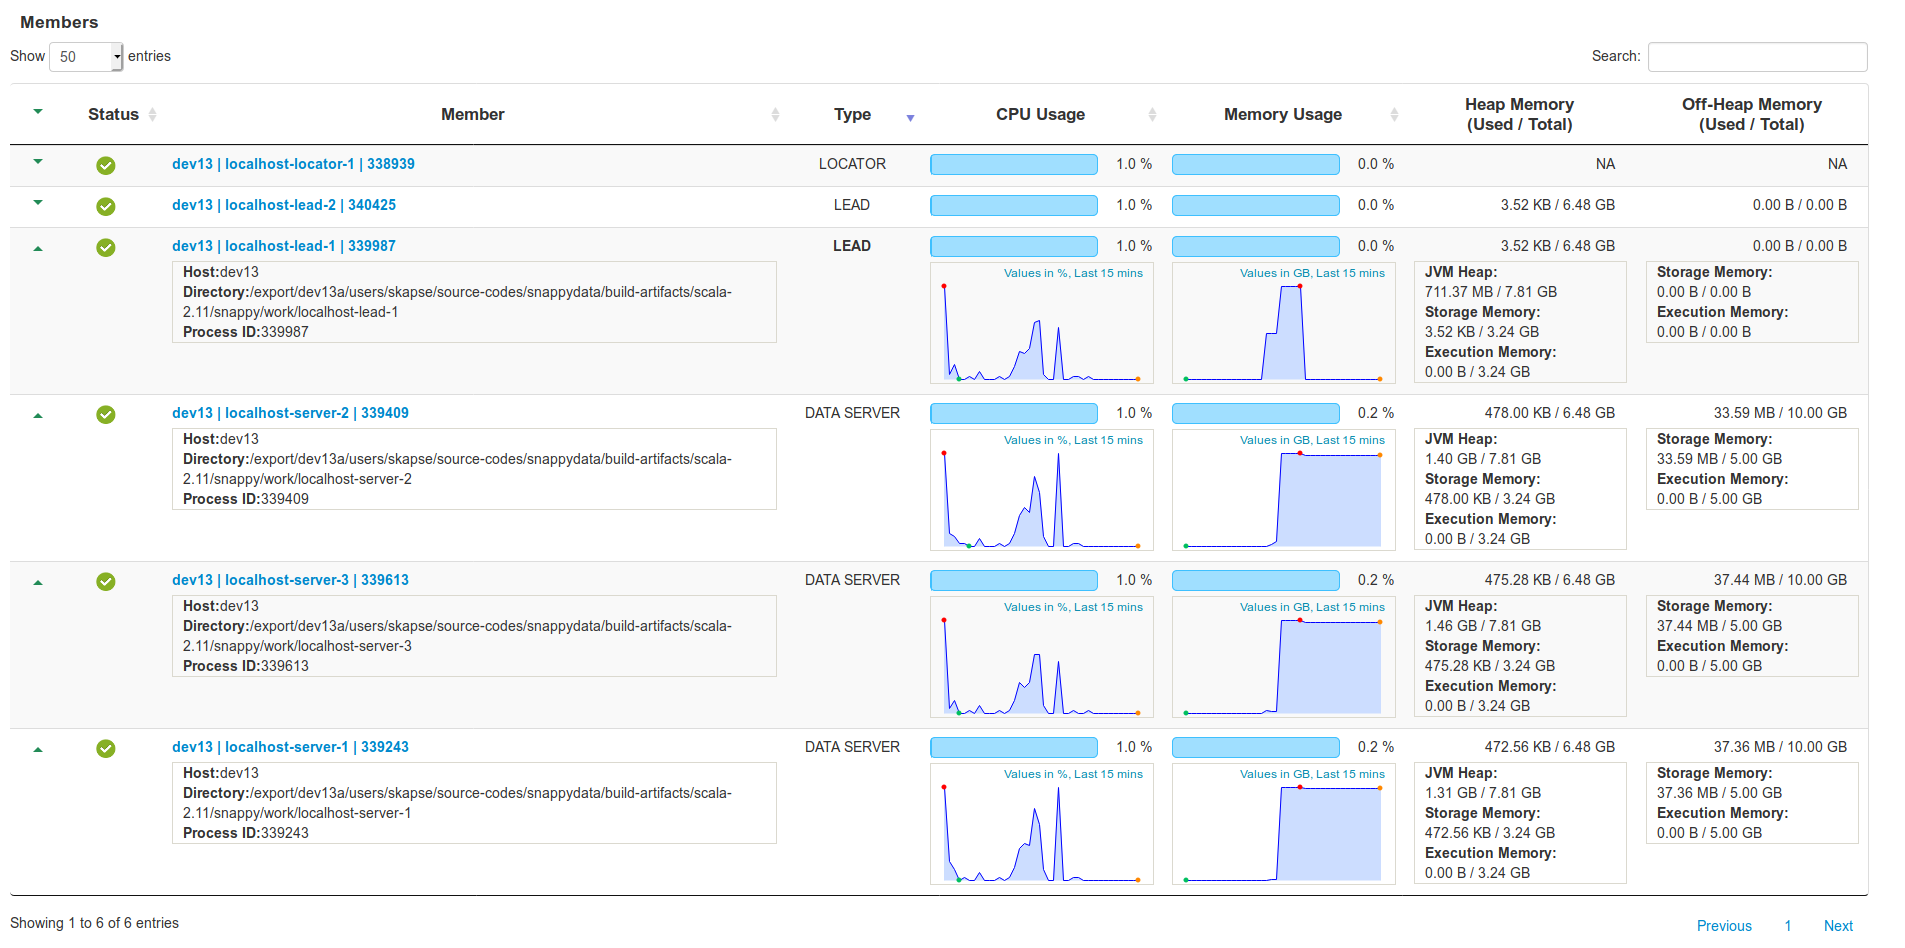 Members
Show 50 entries
Search:
Status Member Type CPU Usage Memory Usage Heap Memory (Used / Total) Off-Heap Memory (Used / Total)
dev13 | localhost-locator-1 | 338939 LOCATOR 1.0 % 0.0 % NA NA
dev13 | localhost-lead-2 | 340425 LEAD 1.0 % 0.0 % 3.52 KB / 6.48 GB 0.00 B / 0.00 B
dev13 | localhost-lead-1 | 339987 LEAD 1.0 % 0.0 % 3.52 KB / 6.48 GB 0.00 B / 0.00 B
Host:dev13
Directory:/export/dev13a/users/skapse/source-codes/snappydata/build-artifacts/scala-
2.11/snappy/work/localhost-lead-1
Process ID:339987
Values in %, Last 15 mins
Values in GB, Last 15 mins
JVM Heap:
711.37 MB / 7.81 GB
Storage Memory:
3.52 KB / 3.24 GB
Execution Memory:
0.00 B / 3.24 GB
Storage Memory:
0.00 B / 0.00 B
Execution Memory:
0.00 B / 0.00 B
dev13 | localhost-server-2 | 339409 DATA SERVER 1.0 % 0.2 % 478.00 KB / 6.48 GB 33.59 MB / 10.00 GB
Host:dev13
Directory:/export/dev13a/users/skapse/source-codes/snappydata/build-artifacts/scala-
2.11/snappy/work/localhost-server-2
Process ID:339409
Values in %, Last 15 mins
Values in GB, Last 15 mins
JVM Heap:
1.40 GB / 7.81 GB
Storage Memory:
478.00 KB / 3.24 GB
Execution Memory:
0.00 B / 3.24 GB
Storage Memory:
33.59 MB / 5.00 GB
Execution Memory:
0.00 B / 5.00 GB
dev13 | localhost-server-3 | 339613 DATA SERVER 1.0 % 0.2 % 475.28 KB / 6.48 GB 37.44 MB / 10.00 GB
Host:dev13
Directory:/export/dev13a/users/skapse/source-codes/snappydata/build-artifacts/scala-
2.11/snappy/work/localhost-server-3
Process ID:339613
Values in %, Last 15 mins
Values in GB, Last 15 mins
JVM Heap:
1.46 GB / 7.81 GB
Storage Memory:
475.28 KB / 3.24 GB
Execution Memory:
0.00 B / 3.24 GB
Storage Memory:
37.44 MB / 5.00 GB
Execution Memory:
0.00 B / 5.00 GB
dev13 | localhost-server-1 | 339243 DATA SERVER 1.0 % 0.2 % 472.56 KB / 6.48 GB 37.36 MB / 10.00 GB
Host:dev13
Directory:/export/dev13a/users/skapse/source-codes/snappydata/build-artifacts/scala-
2.11/snappy/work/localhost-server-1
Process ID:339243
Values in %, Last 15 mins
Values in GB, Last 15 mins
JVM Heap:
1.31 GB / 7.81 GB
Storage Memory:
472.56 KB / 3.24 GB
Execution Memory:
0.00 B / 3.24 GB
Storage Memory:
37.36 MB / 5.00 GB
Execution Memory:
0.00 B / 5.00 GB
Showing 1 to 6 of 6 entries
Previous 1 Next